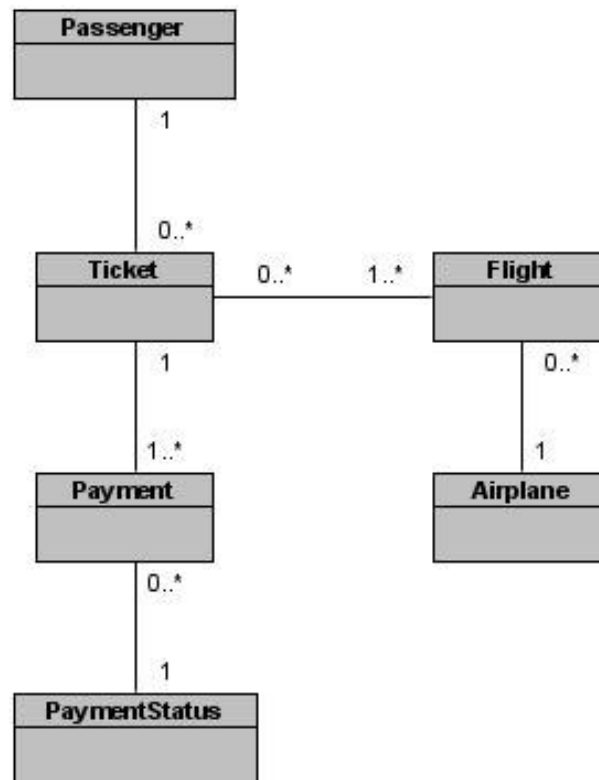 Passenger
1
0..*
Ticket
0..* 1..*
Flight
1
0..*
1..*
1
Payment
Airplane
0..*
1
PaymentStatus